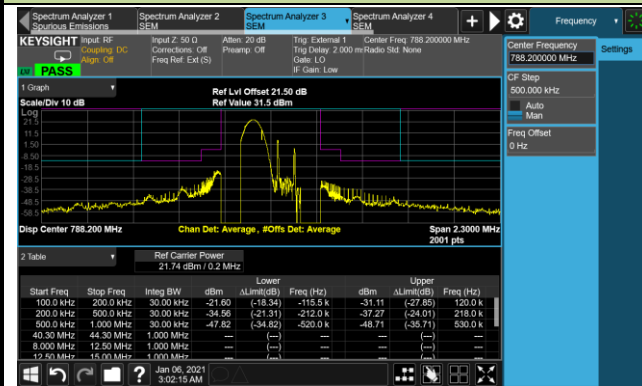 Spectrum Analyzer 1
Spurious Emissions
Spectrum Analyzer 2
SEM
Spectrum Analyzer 3
SEM
Spectrum Analyzer 4
SEM
Frequency
KEYSIGHT
Input: RF
Coupling: DC
Align: Off
Input Z: 50 Ω
Corrections: Off
Freq Ref: Ext (S)
Atten: 20 dB
Preamp: Off
Trig: External 1
Trig Delay: 2.000 ms
Gate: LO
IF Gain: Low
Center Freq: 788.200000 MHz
Radio Std: None
PASS
Center Frequency
788.200000 MHz
Settings
CF Step
500.000 kHz
Auto
Man
Freq Offset
0 Hz
1 Graph
Scale/Div 10 dB
Ref Lvl Offset 21.50 dB
Ref Value 31.5 dBm
Log
21.5
11.5
1.50
-8.50
-18.5
-28.5
-38.5
-48.5
-58.5
Disp Center 788.200 MHz
Chan Det: Average, #Offs Det: Average
Span 2.3000 MHz
2001 pts
2 Table
Ref Carrier Power
21.74 dBm / 0.2 MHz
Lower Upper
Start Freq Stop Freq Integ BW dBm ΔLimit(dB) Freq (Hz) dBm ΔLimit(dB) Freq (Hz)
100.0 kHz 200.0 kHz 30.00 kHz -21.60 (-18.34) -115.5 k -31.11 (-27.85) 120.0 k
200.0 kHz 500.0 kHz 30.00 kHz -34.56 (-21.31) -212.0 k -37.27 (-24.01) 218.0 k
500.0 kHz 1.000 MHz 30.00 kHz -47.82 (-34.82) -520.0 k -48.71 (-35.71) 530.0 k
40.30 MHz 44.30 MHz 1.000 MHz --- (---) --- (---)
8.000 MHz 12.50 MHz 1.000 MHz --- (---) --- (---)
12.50 MHz 15.00 MHz 1.000 MHz --- (---) --- (---)
Jan 06, 2021
3:02:15 AM